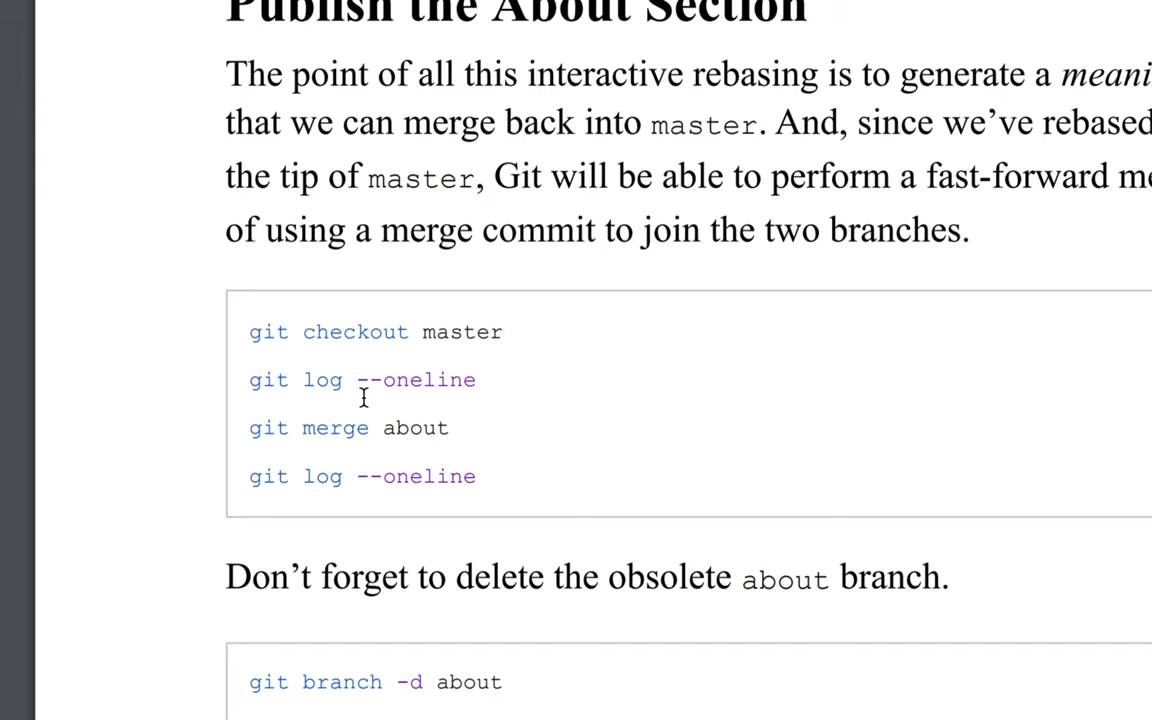 Publish the About Section
The point of all this interactive rebasing is to generate a
that we can merge back into master. And, since we’ve rebased
the tip of master, Git will be able to perform a fast-forward
of using a merge commit to join the two branches.
git checkout master
git log --oneline
git merge about
git log --oneline
Don’t forget to delete the obsolete about branch.
git branch -d about